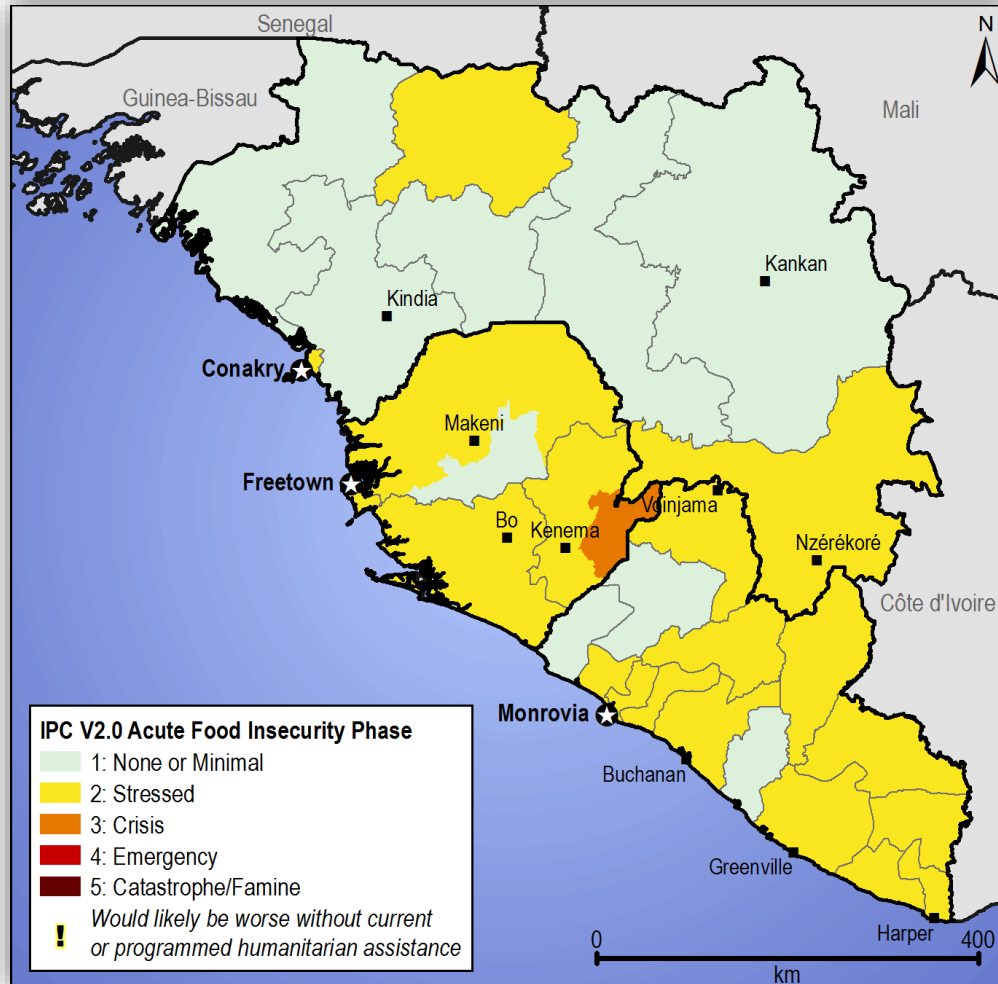 Senegal
N
Guinea-Bissau
Mali
Kankan
Kindia
Conakry
Makeni
Freetown
Voinjama
Bo
Kenema
Nzérékoré
Côte d'Ivoire
Monrovia
Buchanan
Greenville
Harper
IPC V2.0 Acute Food Insecurity Phase
1: None or Minimal
2: Stressed
3: Crisis
4: Emergency
5: Catastrophe/Famine
! Would likely be worse without current
or programmed humanitarian assistance
0 400
km